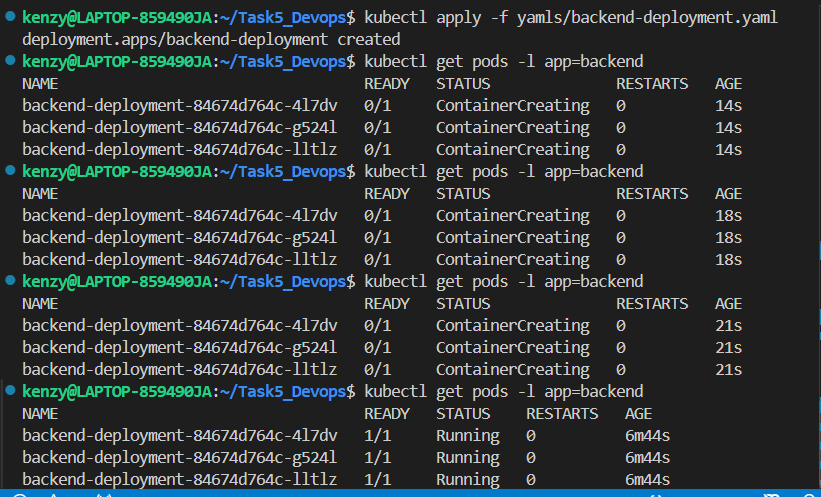 kenzy@LAPTOP-859490JA:~/Task5_Devops$ kubectl apply -f yamls/backend-deployment.yaml
deployment.apps/backend-deployment created
kenzy@LAPTOP-859490JA:~/Task5_Devops$ kubectl get pods -l app=backend
NAME READY STATUS RESTARTS AGE
backend-deployment-84674d764c-4l7dv 0/1 ContainerCreating 0 14s
backend-deployment-84674d764c-g524l 0/1 ContainerCreating 0 14s
backend-deployment-84674d764c-lltlz 0/1 ContainerCreating 0 14s
kenzy@LAPTOP-859490JA:~/Task5_Devops$ kubectl get pods -l app=backend
NAME READY STATUS RESTARTS AGE
backend-deployment-84674d764c-4l7dv 0/1 ContainerCreating 0 18s
backend-deployment-84674d764c-g524l 0/1 ContainerCreating 0 18s
backend-deployment-84674d764c-lltlz 0/1 ContainerCreating 0 18s
kenzy@LAPTOP-859490JA:~/Task5_Devops$ kubectl get pods -l app=backend
NAME READY STATUS RESTARTS AGE
backend-deployment-84674d764c-4l7dv 0/1 ContainerCreating 0 21s
backend-deployment-84674d764c-g524l 0/1 ContainerCreating 0 21s
backend-deployment-84674d764c-lltlz 0/1 ContainerCreating 0 21s
kenzy@LAPTOP-859490JA:~/Task5_Devops$ kubectl get pods -l app=backend
NAME READY STATUS RESTARTS AGE
backend-deployment-84674d764c-4l7dv 1/1 Running 0 6m44s
backend-deployment-84674d764c-g524l 1/1 Running 0 6m44s
backend-deployment-84674d764c-lltlz 1/1 Running 0 6m44s